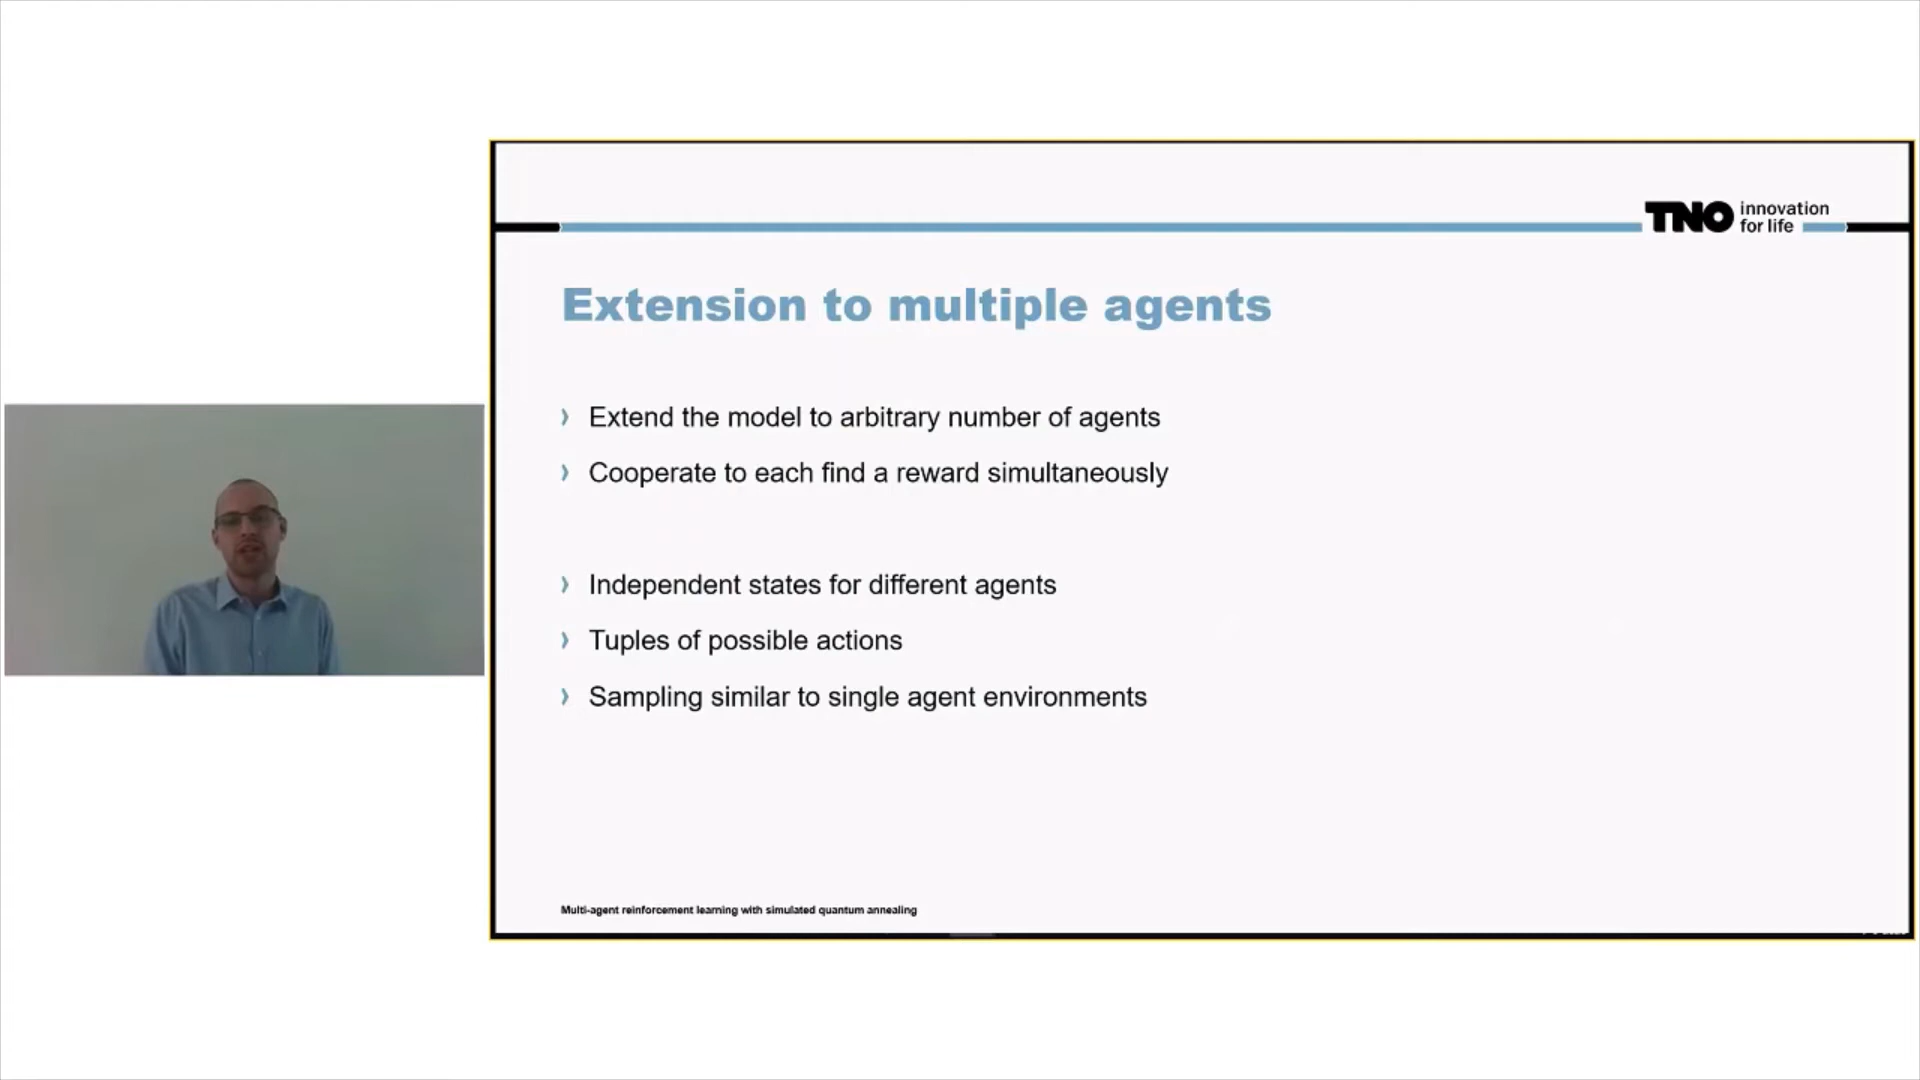 TNO innovation
for life
Extension to multiple agents
Extend the model to arbitrary number of agents
Cooperate to each find a reward simultaneously
Independent states for different agents
Tuples of possible actions
Sampling similar to single agent environments
Multi-agent reinforcement learning with simulated quantum annealing